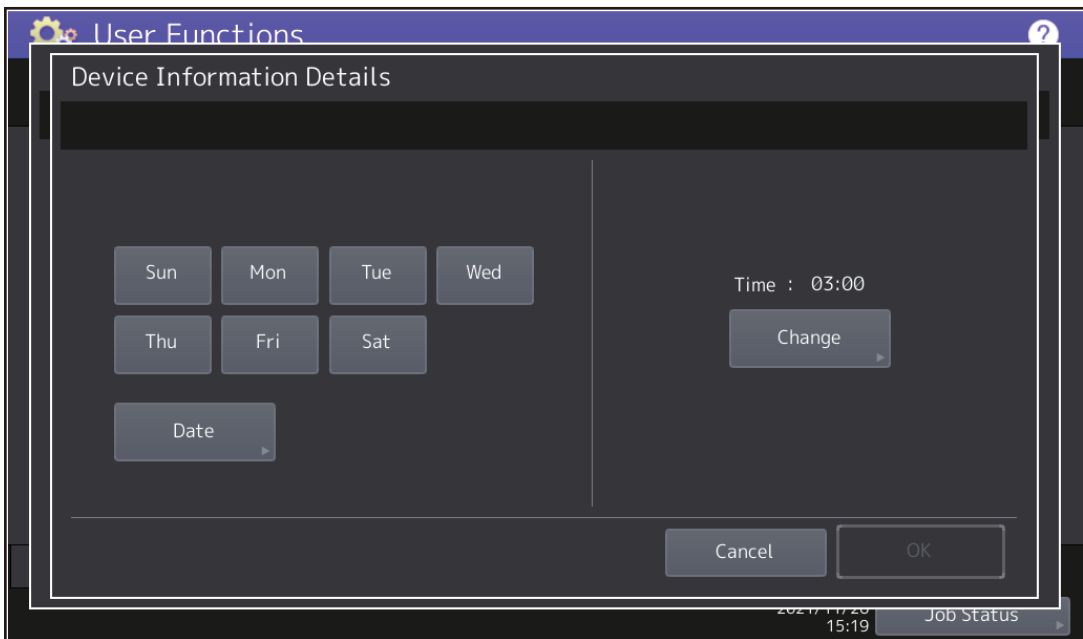 User Functions
?
Device Information Details
Sun Mon Tue Wed
Time : 03:00
Thu Fri Sat
Change
Date
Cancel OK
Job Status
15:19